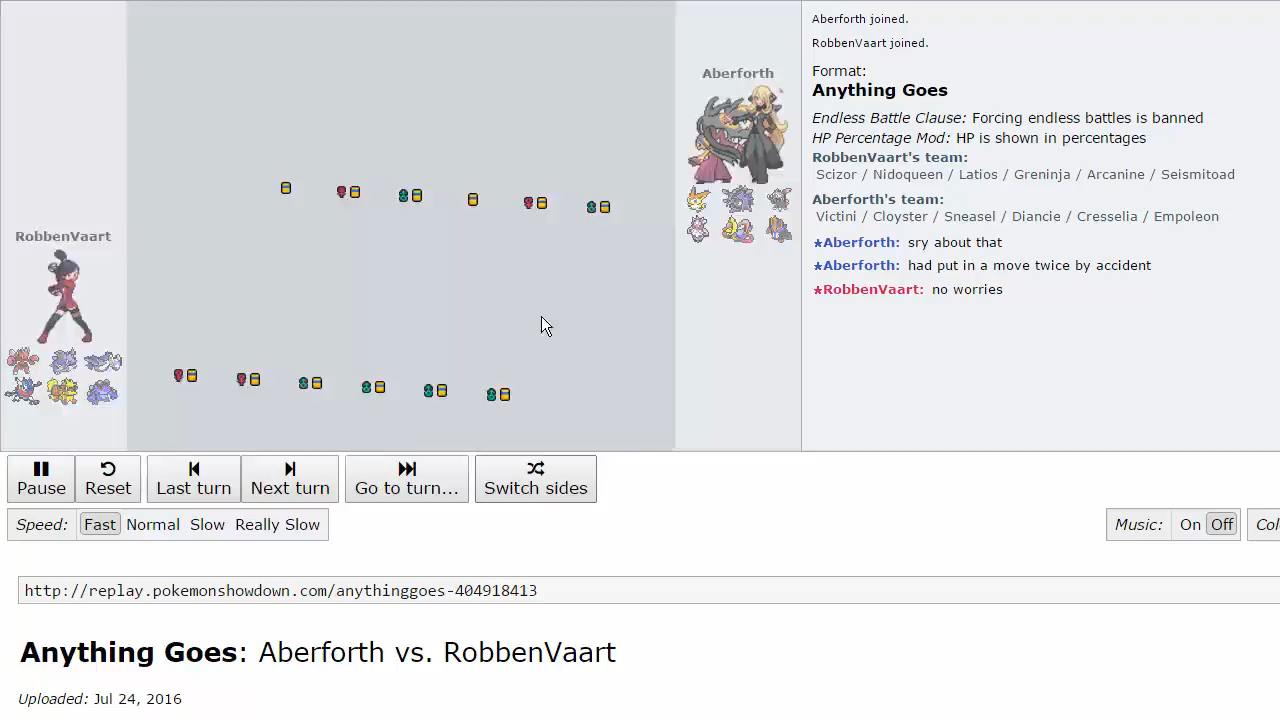 RobbenVaart
Aberforth
Aberforth joined.
RobbenVaart joined.
Format:
Anything Goes
Endless Battle Clause: Forcing endless battles is banned
HP Percentage Mod: HP is shown in percentages
RobbenVaart's team:
Scizor / Nidoqueen / Latios / Greninja / Arcanine / Seismitoad
Aberforth's team:
Victini / Cloyster / Sneasel / Diancie / Cresselia / Empoleon
★Aberforth: sry about that
★Aberforth: had put in a move twice by accident
★RobbenVaart: no worries
Pause Reset Last turn Next turn Go to turn... Switch sides
Speed: Fast Normal Slow Really Slow Music: On Off Col
http://replay.pokemonshowdown.com/anythinggoes-404918413
Anything Goes: Aberforth vs. RobbenVaart
Uploaded: Jul 24, 2016